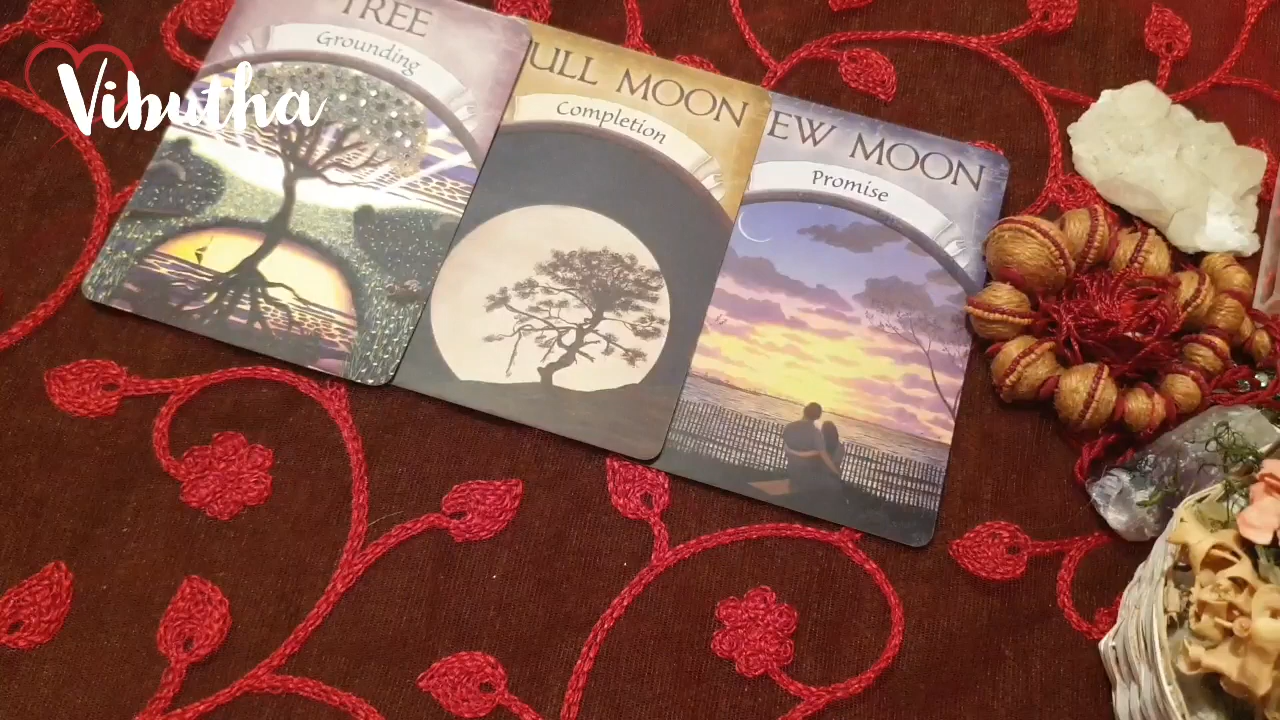 Vibutha
TREE
Grounding
ULL MOON
Completion
EW MOON
Promise